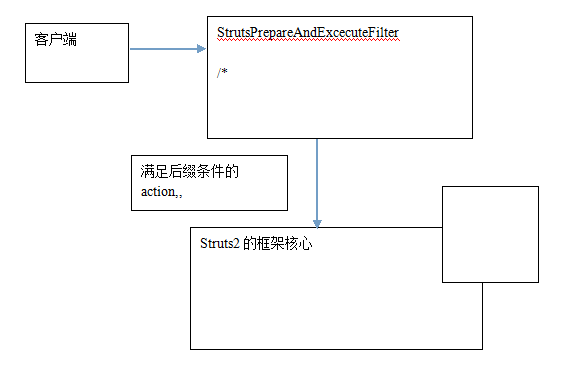 客户端
StrutsPrepareAndExcecuteFilter
/*
满足后缀条件的
action,,
Struts2 的框架核心